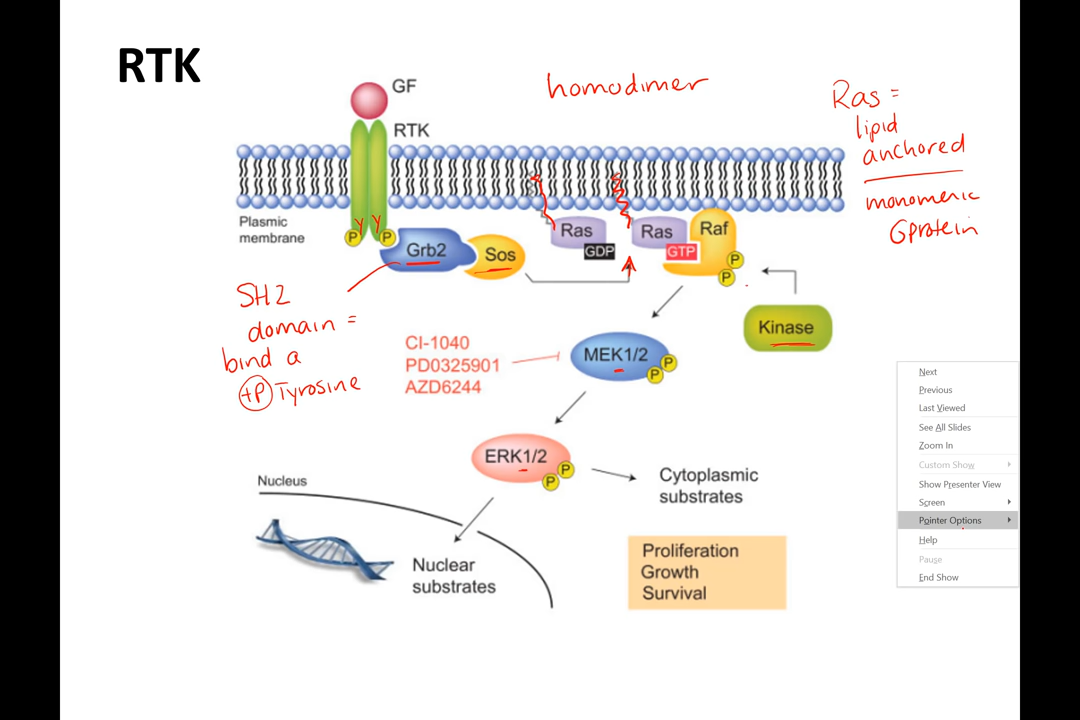 RTK
GF
RTK
homodimer
Ras =
lipid
anchored
monomeric
G protein
Plasmic
membrane
Y Y
P P
Grb2
Sos
Ras
GDP
Ras
GTP
Raf
P
P
Kinase
SH2
domain =
bind a
+P Tyrosine
CI-1040
PD0325901
AZD6244
MEK1/2
P
P
ERK1/2
P
P
Cytoplasmic
substrates
Nucleus
Nuclear
substrates
Proliferation
Growth
Survival
Next
Previous
Last Viewed
See All Slides
Zoom In
Custom Show
Show Presenter View
Screen
Pointer Options
Help
Pause
End Show